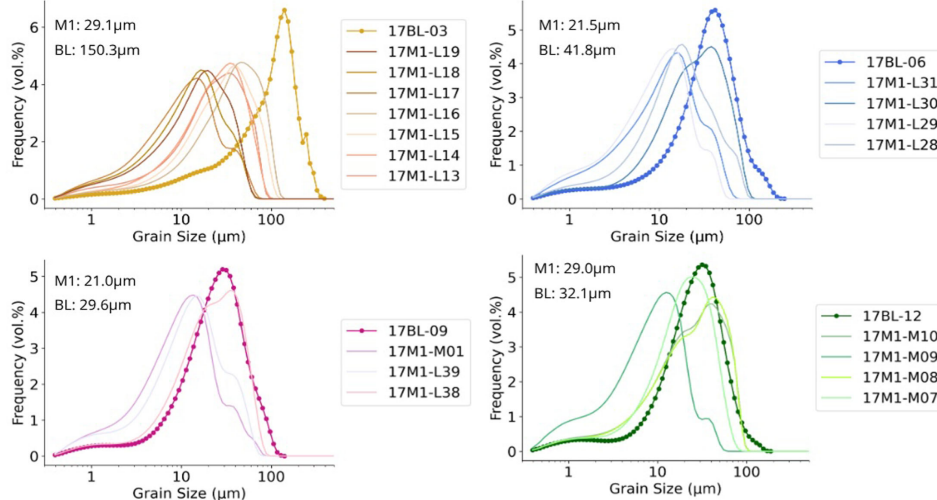 M1: 29.1µm
BL: 150.3µm
Frequency (vol.%)
6
4
2
0
1
10
100
Grain Size (µm)
17BL-03
17M1-L19
17M1-L18
17M1-L17
17M1-L16
17M1-L15
17M1-L14
17M1-L13
M1: 21.5µm
BL: 41.8µm
Frequency (vol.%)
5
4
3
2
1
0
1
10
100
Grain Size (µm)
17BL-06
17M1-L31
17M1-L30
17M1-L29
17M1-L28
M1: 21.0µm
BL: 29.6µm
Frequency (vol.%)
5
4
3
2
1
0
1
10
100
Grain Size (µm)
17BL-09
17M1-M01
17M1-L39
17M1-L38
M1: 29.0µm
BL: 32.1µm
Frequency (vol.%)
5
4
3
2
1
0
1
10
100
Grain Size (µm)
17BL-12
17M1-M10
17M1-M09
17M1-M08
17M1-M07